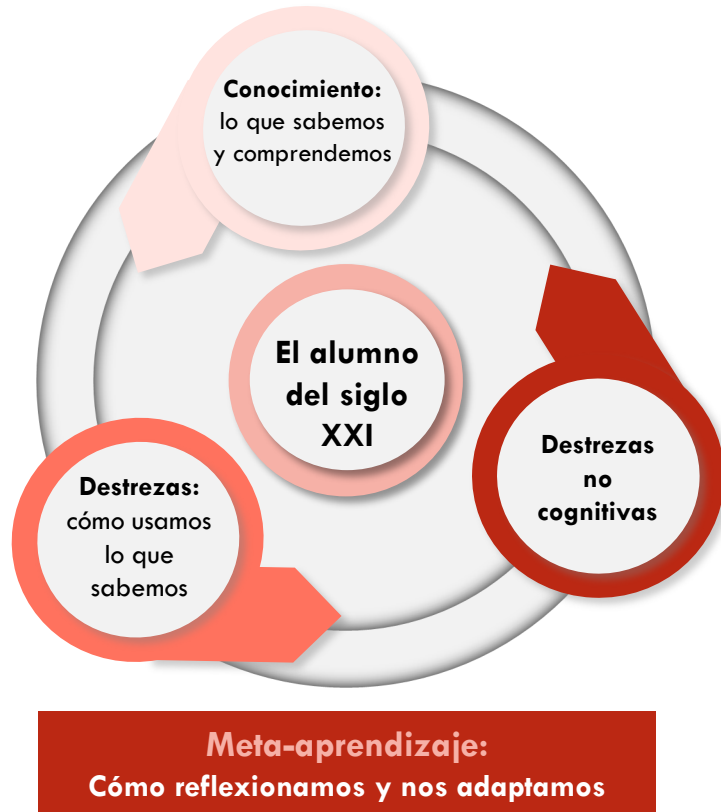 Conocimiento:
lo que sabemos
y comprendemos
El alumno
del siglo
XXI
Destrezas
no
cognitivas
Destrezas:
cómo usamos
lo que
sabemos
Meta-aprendizaje:
Cómo reflexionamos y nos adaptamos